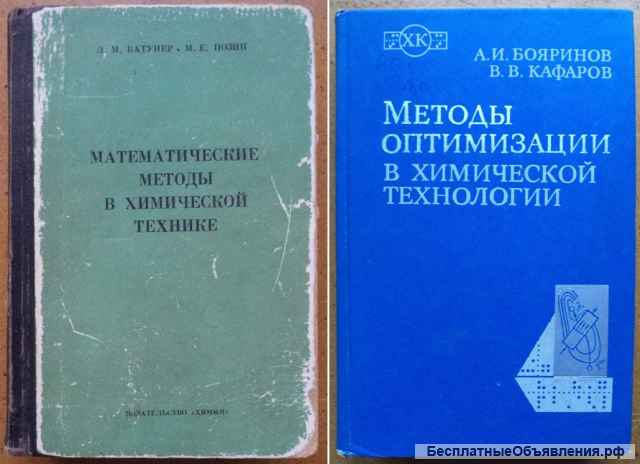 Л. М. БАТУНЕР · М. Е. ПОЗИН
МАТЕМАТИЧЕСКИЕ
МЕТОДЫ
В ХИМИЧЕСКОЙ
ТЕХНИКЕ
ИЗДАТЕЛЬСТВО «ХИМИЯ»
ХК
А.И. БОЯРИНОВ
В. В. КАФАРОВ
МЕТОДЫ
ОПТИМИЗАЦИИ
В ХИМИЧЕСКОЙ
ТЕХНОЛОГИИ
БесплатныеОбъявления.рф